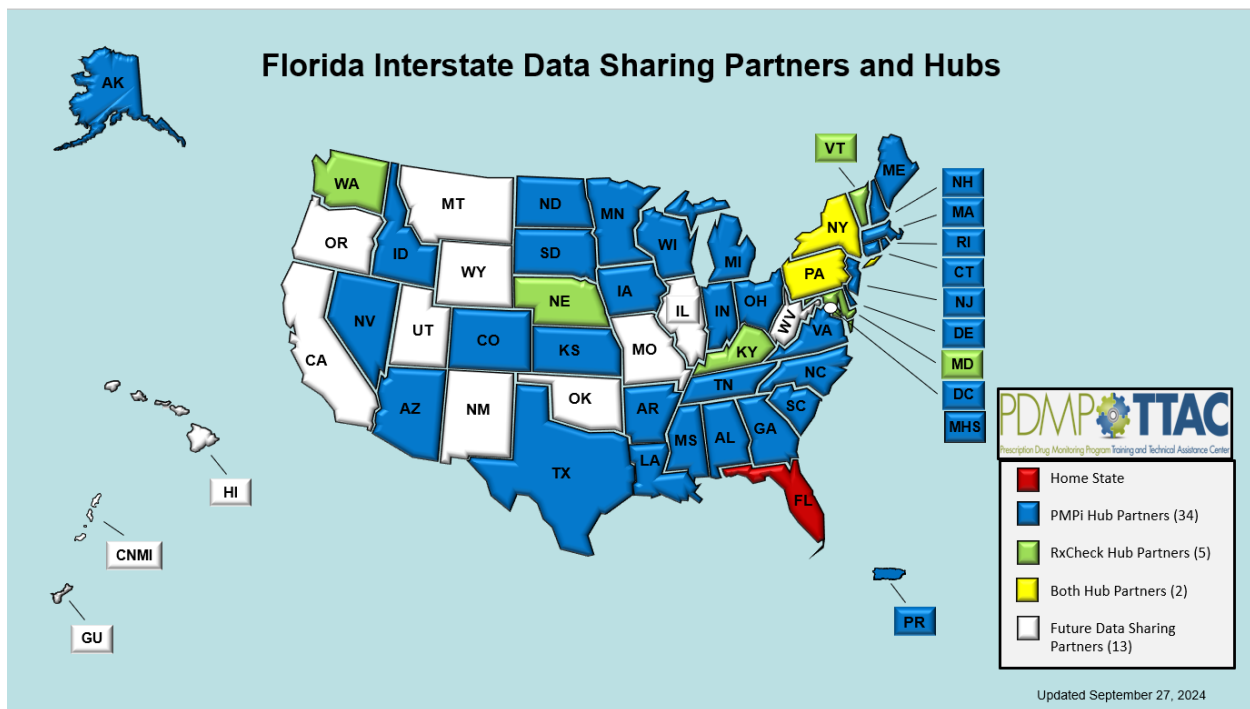 Florida Interstate Data Sharing Partners and Hubs
AK
VT
ME
WA
MT
ND
MN
NH
OR
ID
SD
WI
MI
NY
MA
WY
RI
NE
IA
PA
CT
NV
UT
CO
IL
IN
OH
NJ
CA
KS
MO
WV
VA
DE
KY
MD
AZ
NM
OK
AR
TN
NC
DC
SC
MHS
TX
LA
MS
AL
GA
FL
HI
CNMI
GU
PR
PDMP TTAC
Prescription Drug Monitoring Program Training and Technical Assistance Center
Home State
PMPi Hub Partners (34)
RxCheck Hub Partners (5)
Both Hub Partners (2)
Future Data Sharing
Partners (13)
Updated September 27, 2024